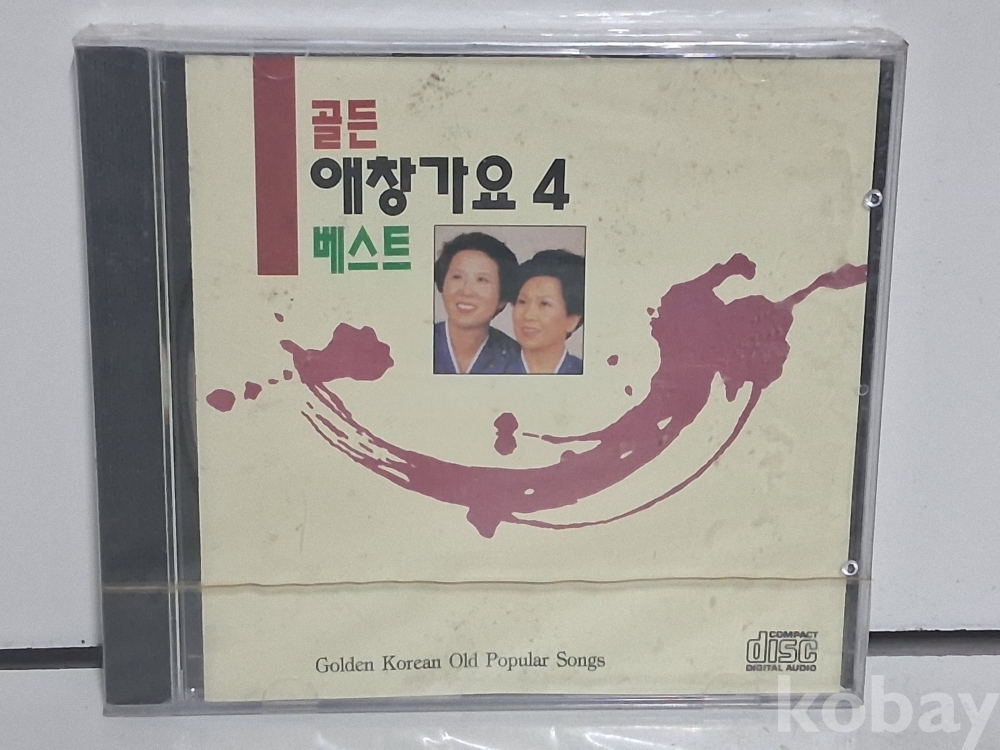 골든
애창가요 4
베스트
Golden Korean Old Popular Songs
COMPACT
disc
DIGITAL AUDIO
kobay